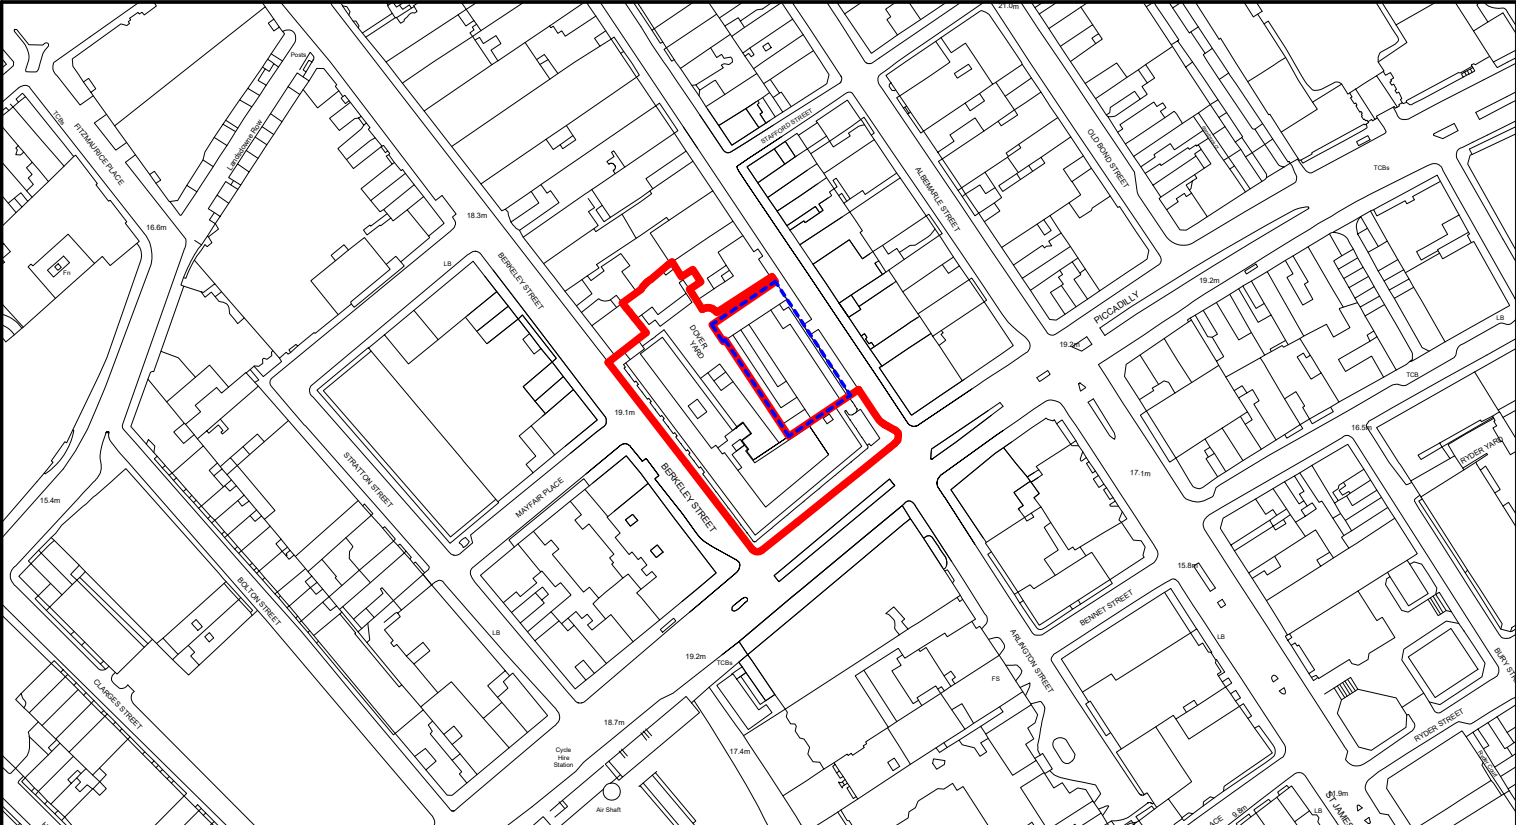 21.0m
Posts
TCBs
FITZMAURICE PLACE
Lansdowne Row
STAFFORD STREET
OLD BOND STREET
TCBs
ALBEMARLE STREET
18.3m
16.6m
LB
Fn
BERKELEY STREET
19.2m
PICCADILLY
LB
19.2m
DOVER
YARD
TCB
19.1m
16.5m
RYDER YARD
STRATTON STREET
BERKELEY STREET
17.1m
MAYFAIR PLACE
15.4m
15.8m
BOLTON STREET
BENNET STREET
LB
LB
ARLINGTON STREET
19.2m
TCBs
FS
CLARGES STREET
RYDER STREET
18.7m
17.4m
Cycle
Hire
Station
Air Shaft
9.8m
LB